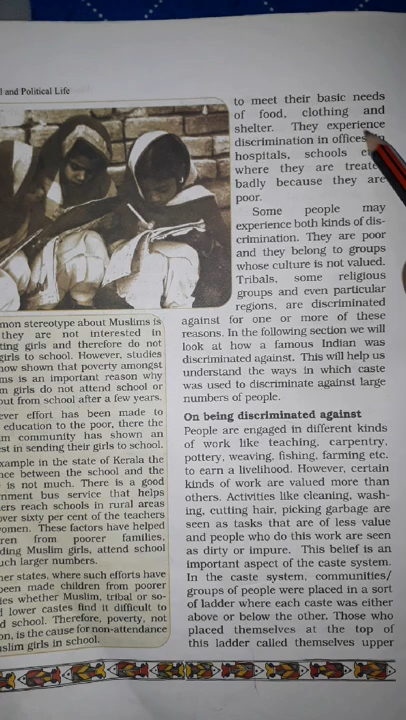 l and Political Life
to meet their basic needs
of food, clothing and
shelter. They experience
discrimination in offices
hospitals, schools
where they are
badly because they are
poor.
Some people may
experience both kinds of dis-
crimination. They are poor
and they belong to groups
whose culture is not valued.
Tribals, some religious
groups and even particular
regions, are discriminated
against for one or more of these
reasons. In the following section we will
look at how a famous Indian was
discriminated against. This will help us
understand the ways in which caste
was used to discriminate against large
numbers of people.
On being discriminated against
People are engaged in different kinds
of work like teaching, carpentry,
pottery, weaving, fishing, farming etc.
to earn a livelihood. However, certain
kinds of work are valued more than
others. Activities like cleaning, wash-
ing, cutting hair, picking garbage are
seen as tasks that are of less value
and people who do this work are seen
as dirty or impure. This belief is an
important aspect of the caste system.
In the caste system, communities/
groups of people were placed in a sort
of ladder where each caste was either
above or below the other. Those who
placed themselves at the top of
this ladder called themselves upper
mon stereotype about Muslims is
they are not interested in
ting girls and therefore do not
girls to school. However, studies
now shown that poverty amongst
ms is an important reason why
m girls do not attend school or
out from school after a few years.
ever effort has been made to
education to the poor, there the
im community has shown an
est in sending their girls to school.
xample in the state of Kerala the
nce between the school and the
is not much. There is a good
nment bus service that helps
ers reach schools in rural areas
over sixty per cent of the teachers
women. These factors have helped
ren from poorer families,
ding Muslim girls, attend school
uch larger numbers.
her states, where such efforts have
been made children from poorer
ies whether Muslim, tribal or so-
d lower castes find it difficult to
d school. Therefore, poverty, not
on, is the cause for non-attendance
uslim girls in school.